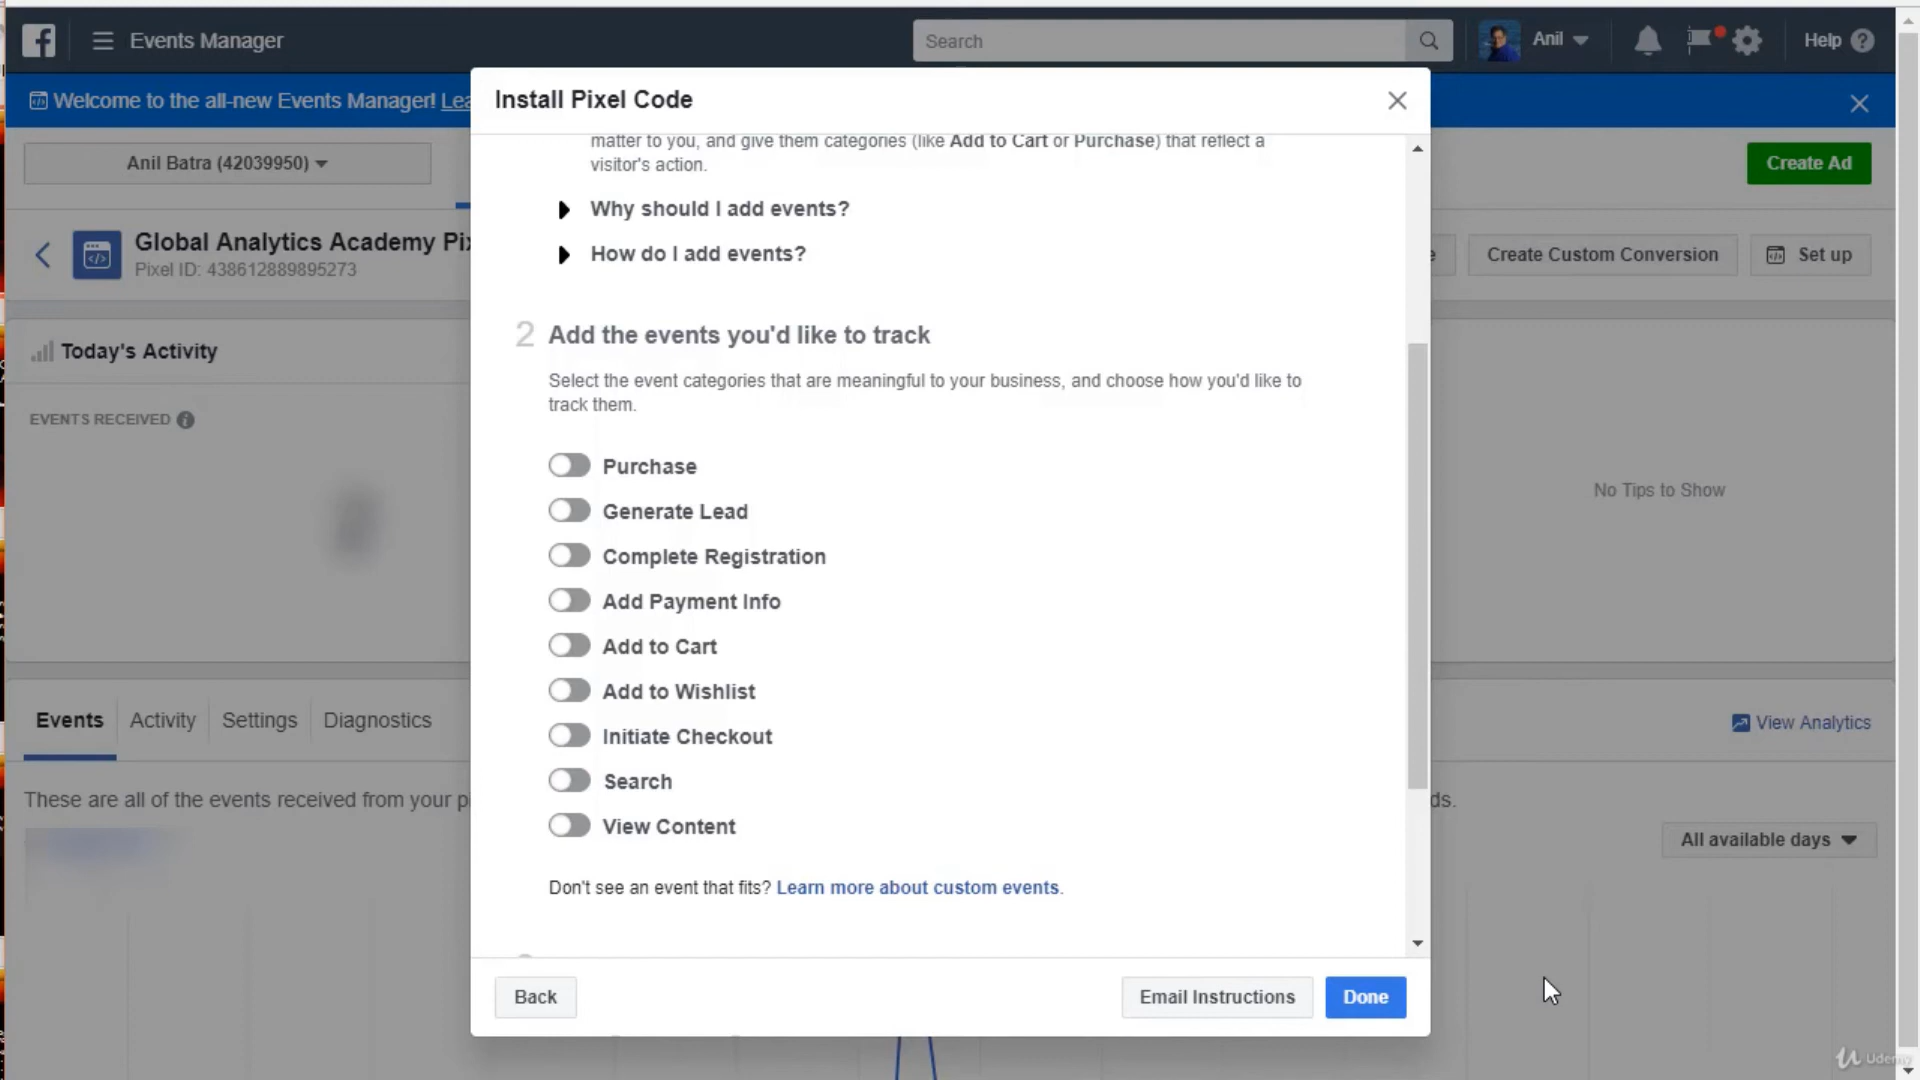 Events Manager
Search
Anil
Help
Welcome to the all-new Events Manager! Lea
Install Pixel Code
Anil Batra (42039950)
Create Ad
matter to you, and give them categories (like Add to Cart or Purchase) that reflect a
visitor's action.
Why should I add events?
How do I add events?
Global Analytics Academy Pix
Pixel ID: 438612889895273
e
Create Custom Conversion
Set up
2 Add the events you'd like to track
Select the event categories that are meaningful to your business, and choose how you'd like to
track them.
Today's Activity
EVENTS RECEIVED
No Tips to Show
Purchase
Generate Lead
Complete Registration
Add Payment Info
Add to Cart
Add to Wishlist
Initiate Checkout
Search
View Content
Don't see an event that fits? Learn more about custom events.
Events
Activity
Settings
Diagnostics
View Analytics
These are all of the events received from your pi
ds.
All available days
Back
Email Instructions
Done
Udemy